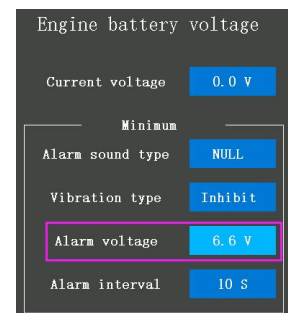 Engine battery voltage
Current voltage 0.0 V
Minimum
Alarm sound type NULL
Vibration type Inhibit
Alarm voltage 6.6 V
Alarm interval 10 S